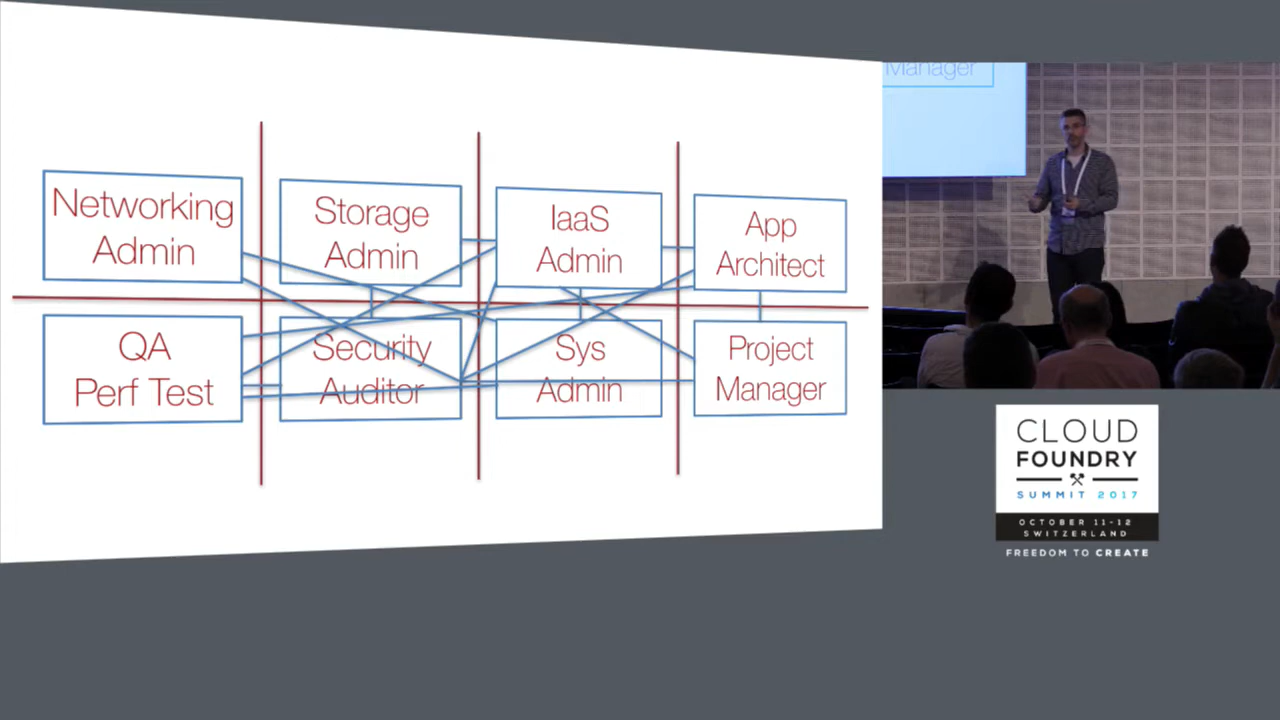 Networking
Admin
Storage
Admin
IaaS
Admin
App
Architect
QA
Perf Test
Security
Auditor
Sys
Admin
Project
Manager
Manager
CLOUD
FOUNDRY
SUMMIT 2017
OCTOBER 11-12
SWITZERLAND
FREEDOM TO CREATE